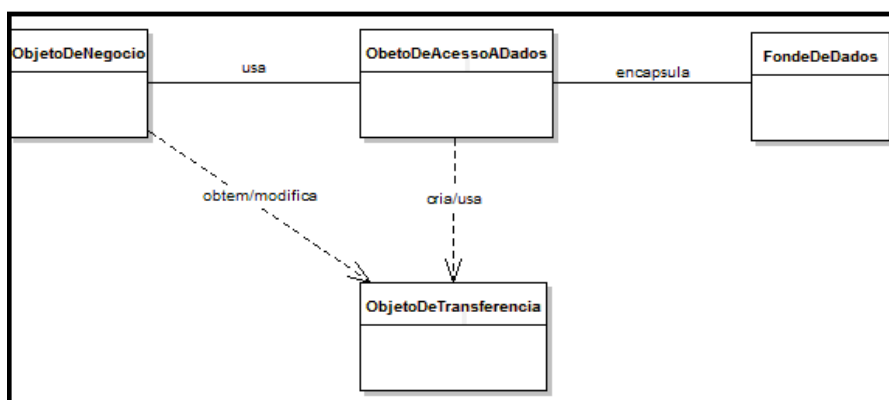 ObjetoDeNegocio
ObetoDeAcessoADados
FondeDeDados
usa
encapsula
obtem/modifica
cria/usa
ObjetoDeTransferencia